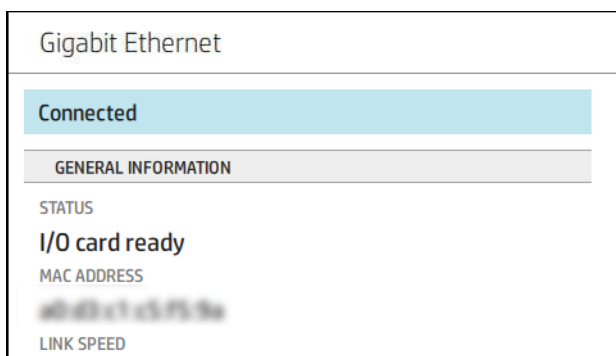 Gigabit Ethernet
Connected
GENERAL INFORMATION
STATUS
I/O card ready
MAC ADDRESS
LINK SPEED